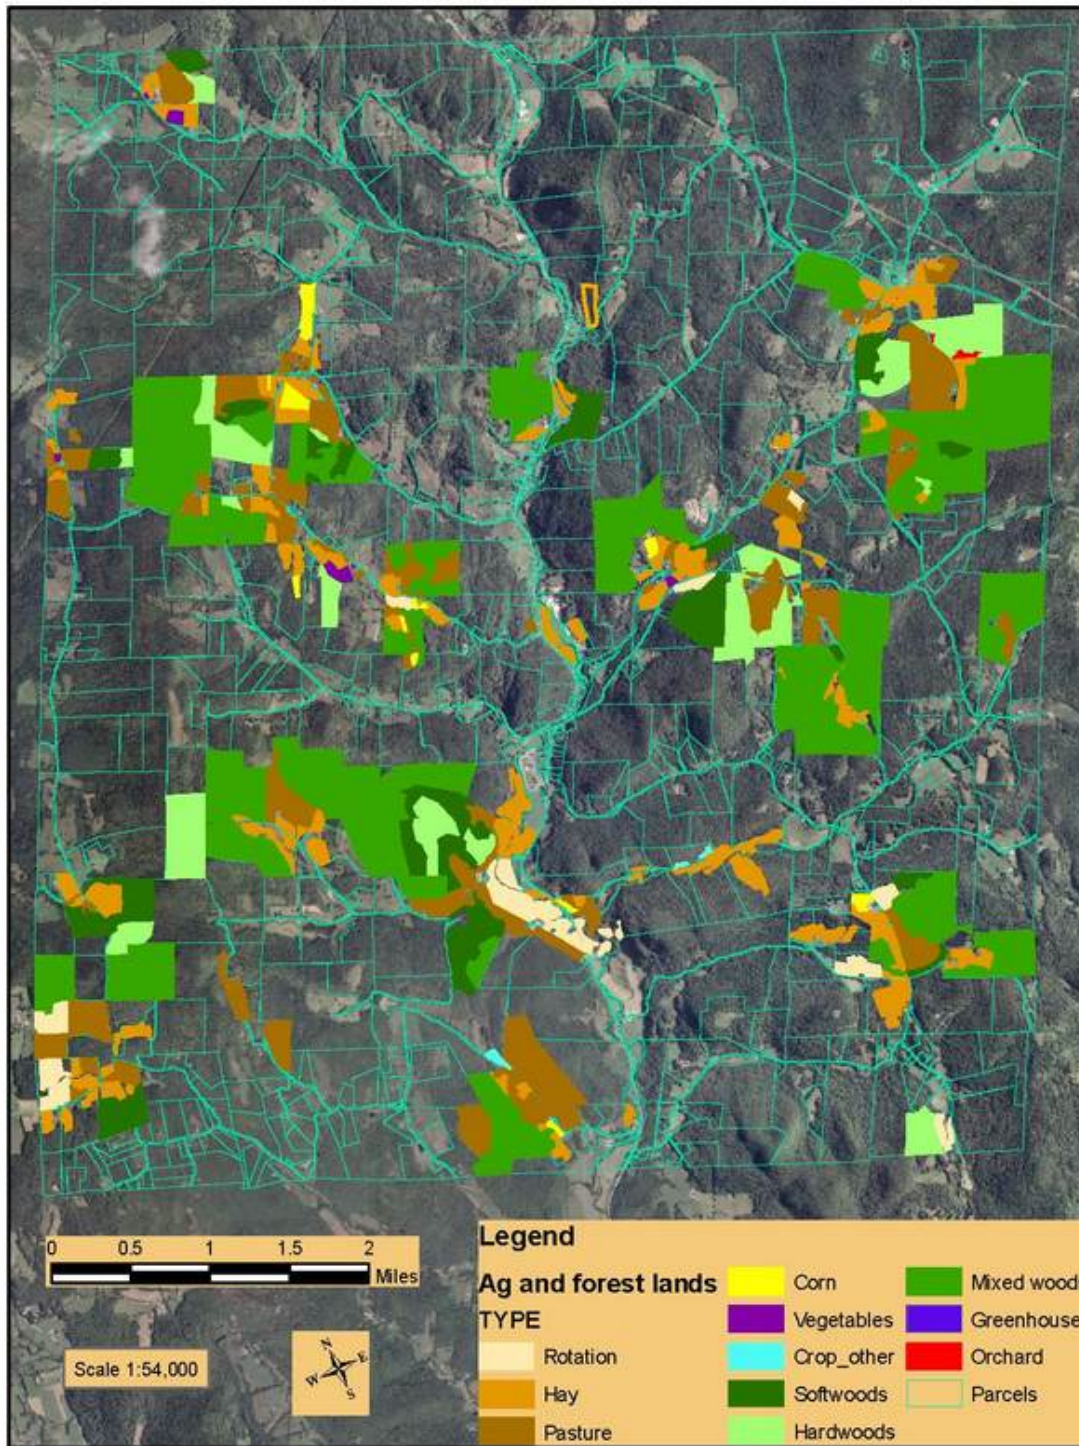 0 0.5 1 1.5 2
Miles
Scale 1:54,000
N
E
W
S
Legend
Ag and forest lands
TYPE
Rotation
Hay
Pasture
Corn
Vegetables
Crop_other
Softwoods
Hardwoods
Mixed wood
Greenhouse
Orchard
Parcels